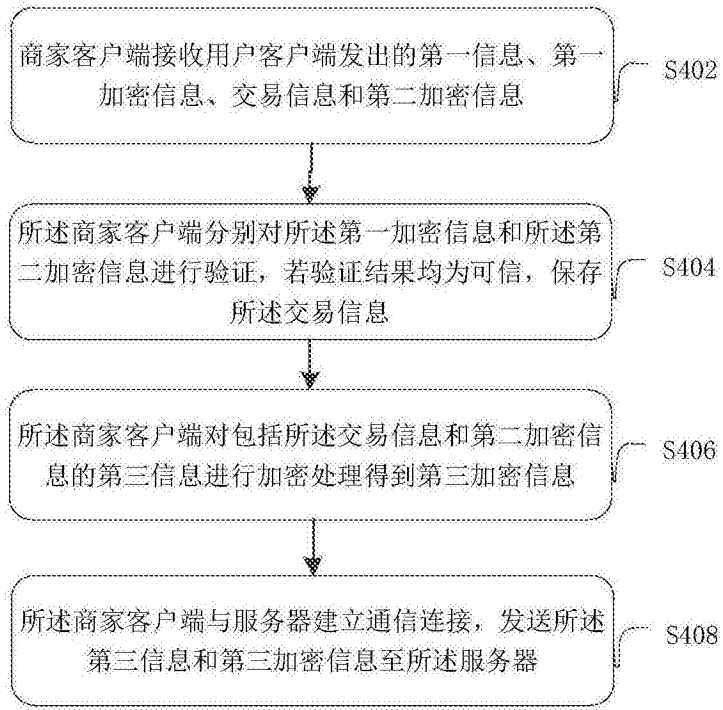 商家客户端接收用户客户端发出的第一信息、第一
加密信息、交易信息和第二加密信息
S402
所述商家客户端分别对所述第一加密信息和所述第
二加密信息进行验证，若验证结果均为可信，保存
所述交易信息
S404
所述商家客户端对包括所述交易信息和第二加密信
息的第三信息进行加密处理得到第三加密信息
S406
所述商家客户端与服务器建立通信连接，发送所述
第三信息和第三加密信息至所述服务器
S408